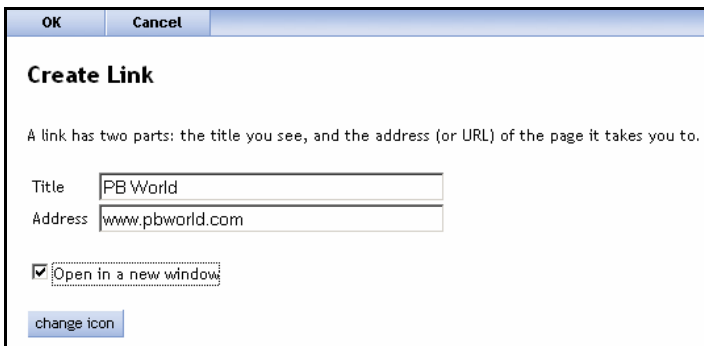 OK Cancel
Create Link
A link has two parts: the title you see, and the address (or URL) of the page it takes you to.
Title PB World
Address www.pbworld.com
Open in a new window
change icon